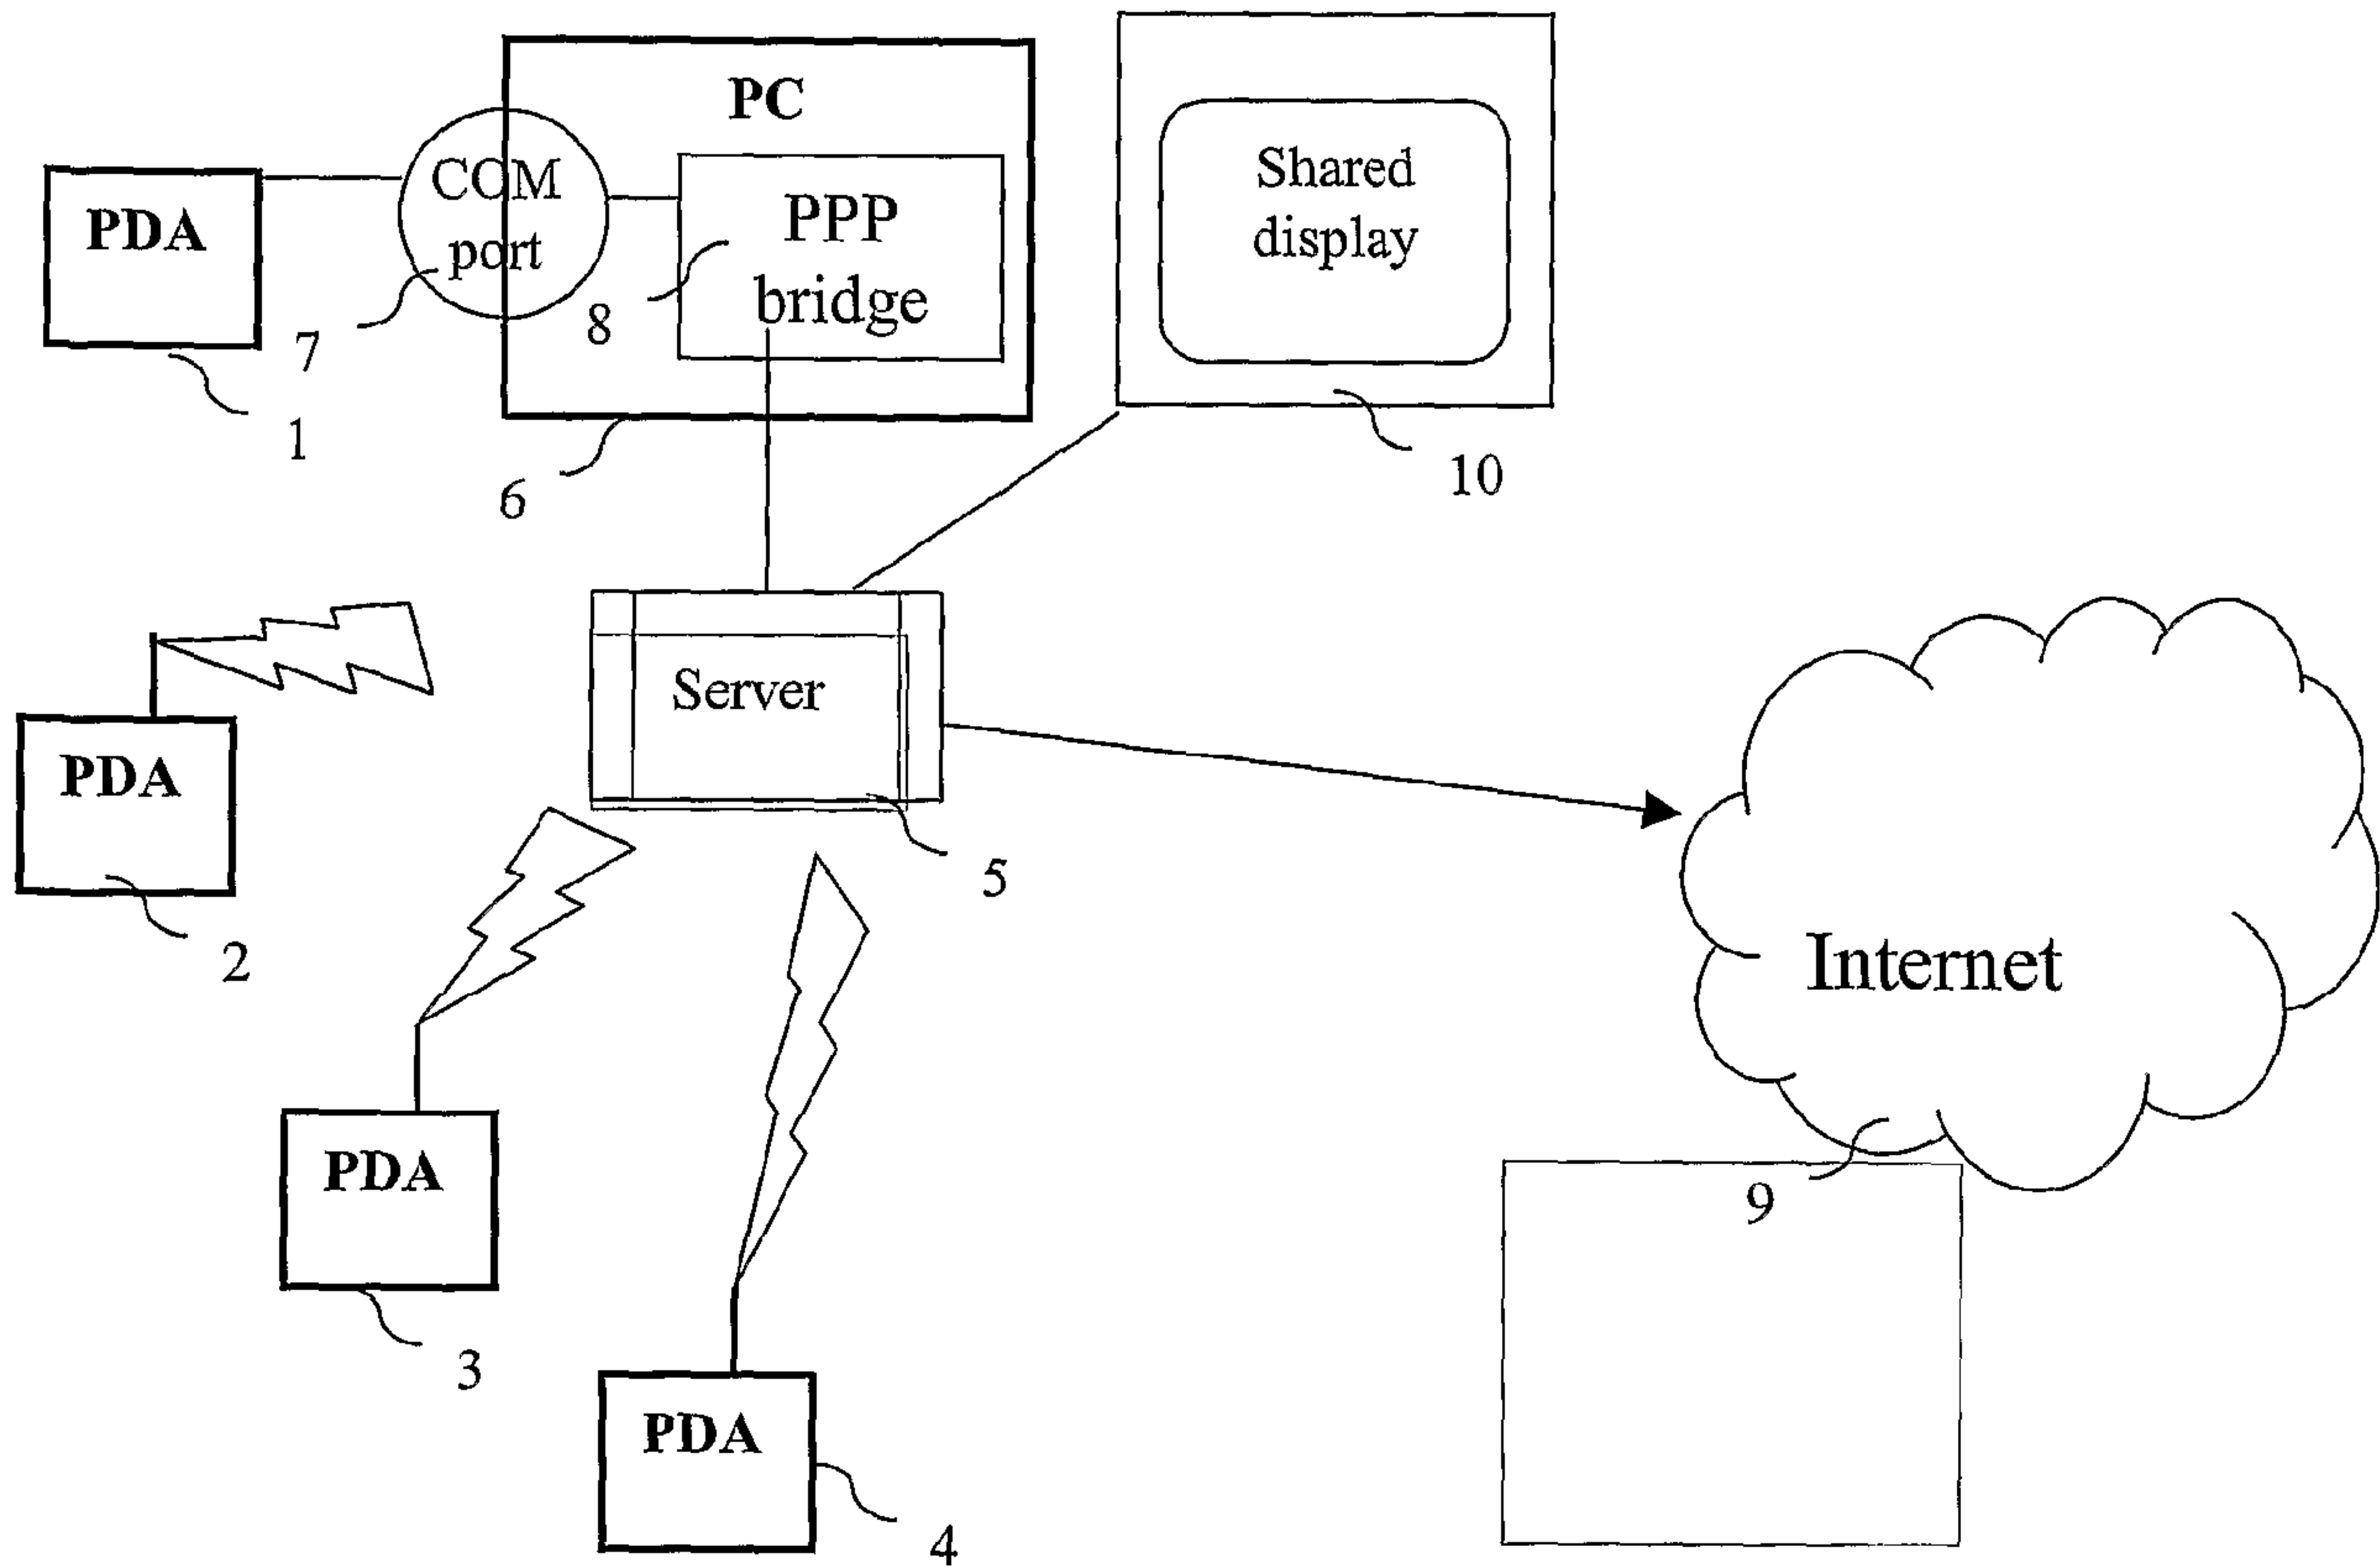 PC
COM
port
PDA
PPP
bridge
Shared
display
7
8
1
6
10
Server
PDA
5
2
Internet
PDA
9
3
PDA
4